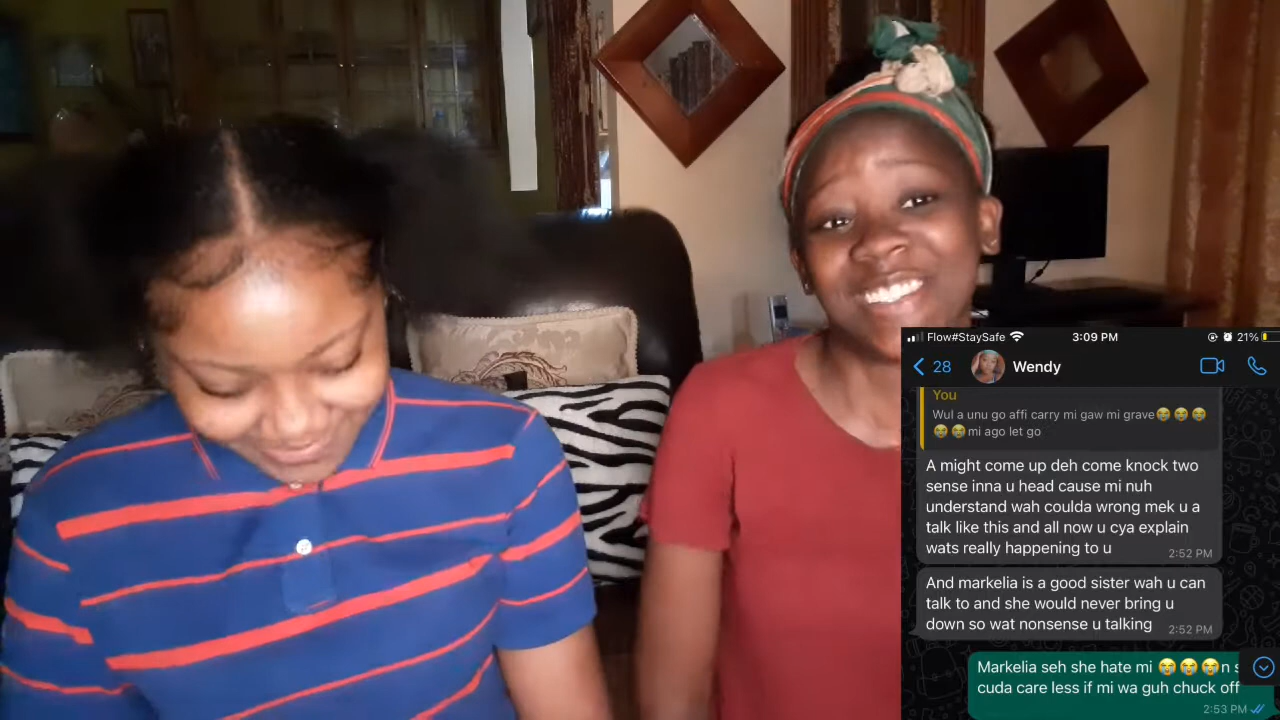 Flow#StaySafe 3:09 PM 21%
28 Wendy
You
Wul a unu go affi carry mi gaw mi grave😭😭😭
😭😭mi ago let go
A might come up deh come knock two
sense inna u head cause mi nuh
understand wah coulda wrong mek u a
talk like this and all now u cya explain
wats really happening to u
2:52 PM
And markelia is a good sister wah u can
talk to and she would never bring u
down so wat nonsense u talking
2:52 PM
Markelia seh she hate mi 😭😭😭n
cuda care less if mi wa guh chuck off
2:53 PM